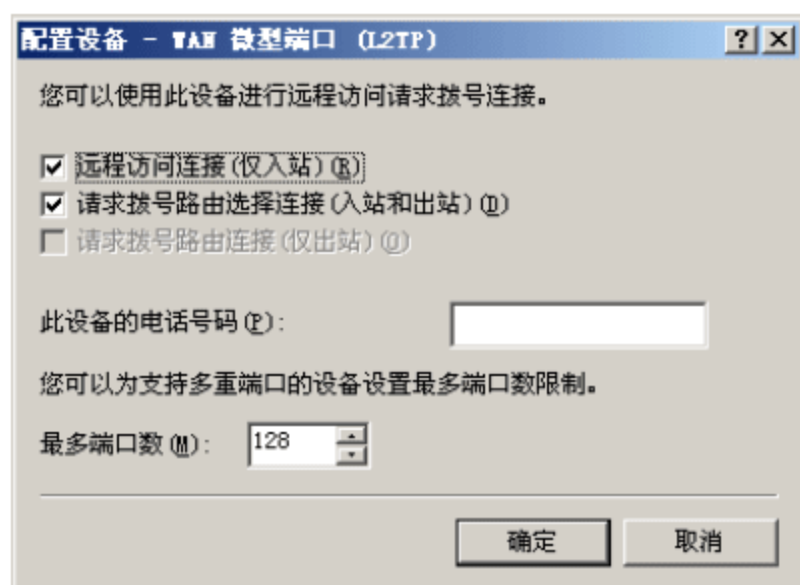 配置设备 - WAN 微型端口 (L2TP)
您可以使用此设备进行远程访问请求拨号连接。
远程访问连接(仅入站)(R)
请求拨号路由选择连接(入站和出站)(D)
请求拨号路由连接(仅出站)(O)
此设备的电话号码(P):
您可以为支持多重端口的设备设置最多端口数限制。
最多端口数(M): 128
确定 取消